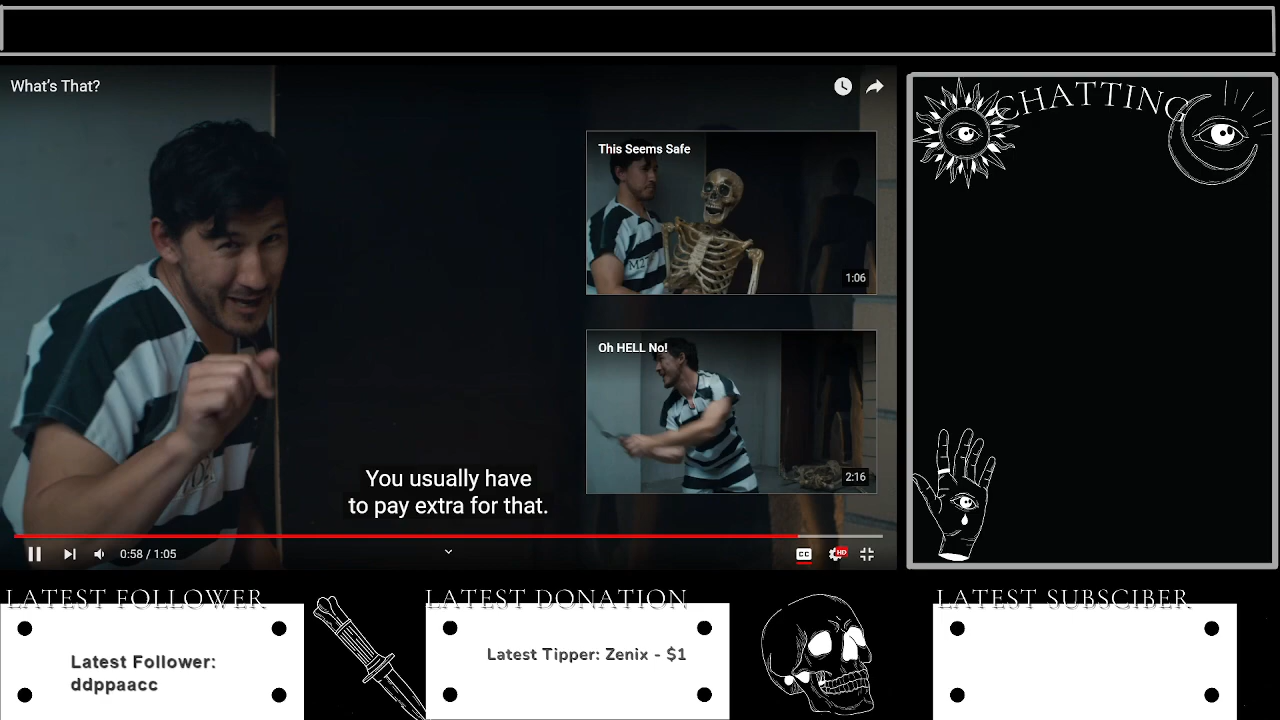 What's That?
CHATTING
This Seems Safe
1:06
Oh HELL No!
2:16
You usually have
to pay extra for that.
0:58 / 1:05
CC
HD
LATEST FOLLOWER
LATEST DONATION
LATEST SUBSCIBER
Latest Follower:
ddppaacc
Latest Tipper: Zenix - $1